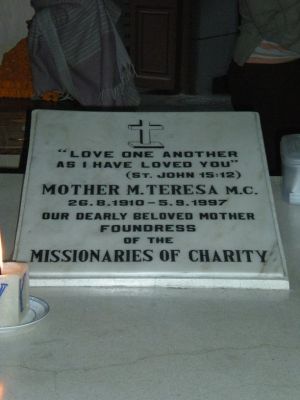 "LOVE ONE ANOTHER
AS I HAVE LOVED YOU"
(ST. JOHN 15:12)
MOTHER M. TERESA M.C.
26.8.1910-5.9.1997
OUR DEARLY BELOVED MOTHER
FOUNDRESS
OF THE
MISSIONARIES OF CHARITY